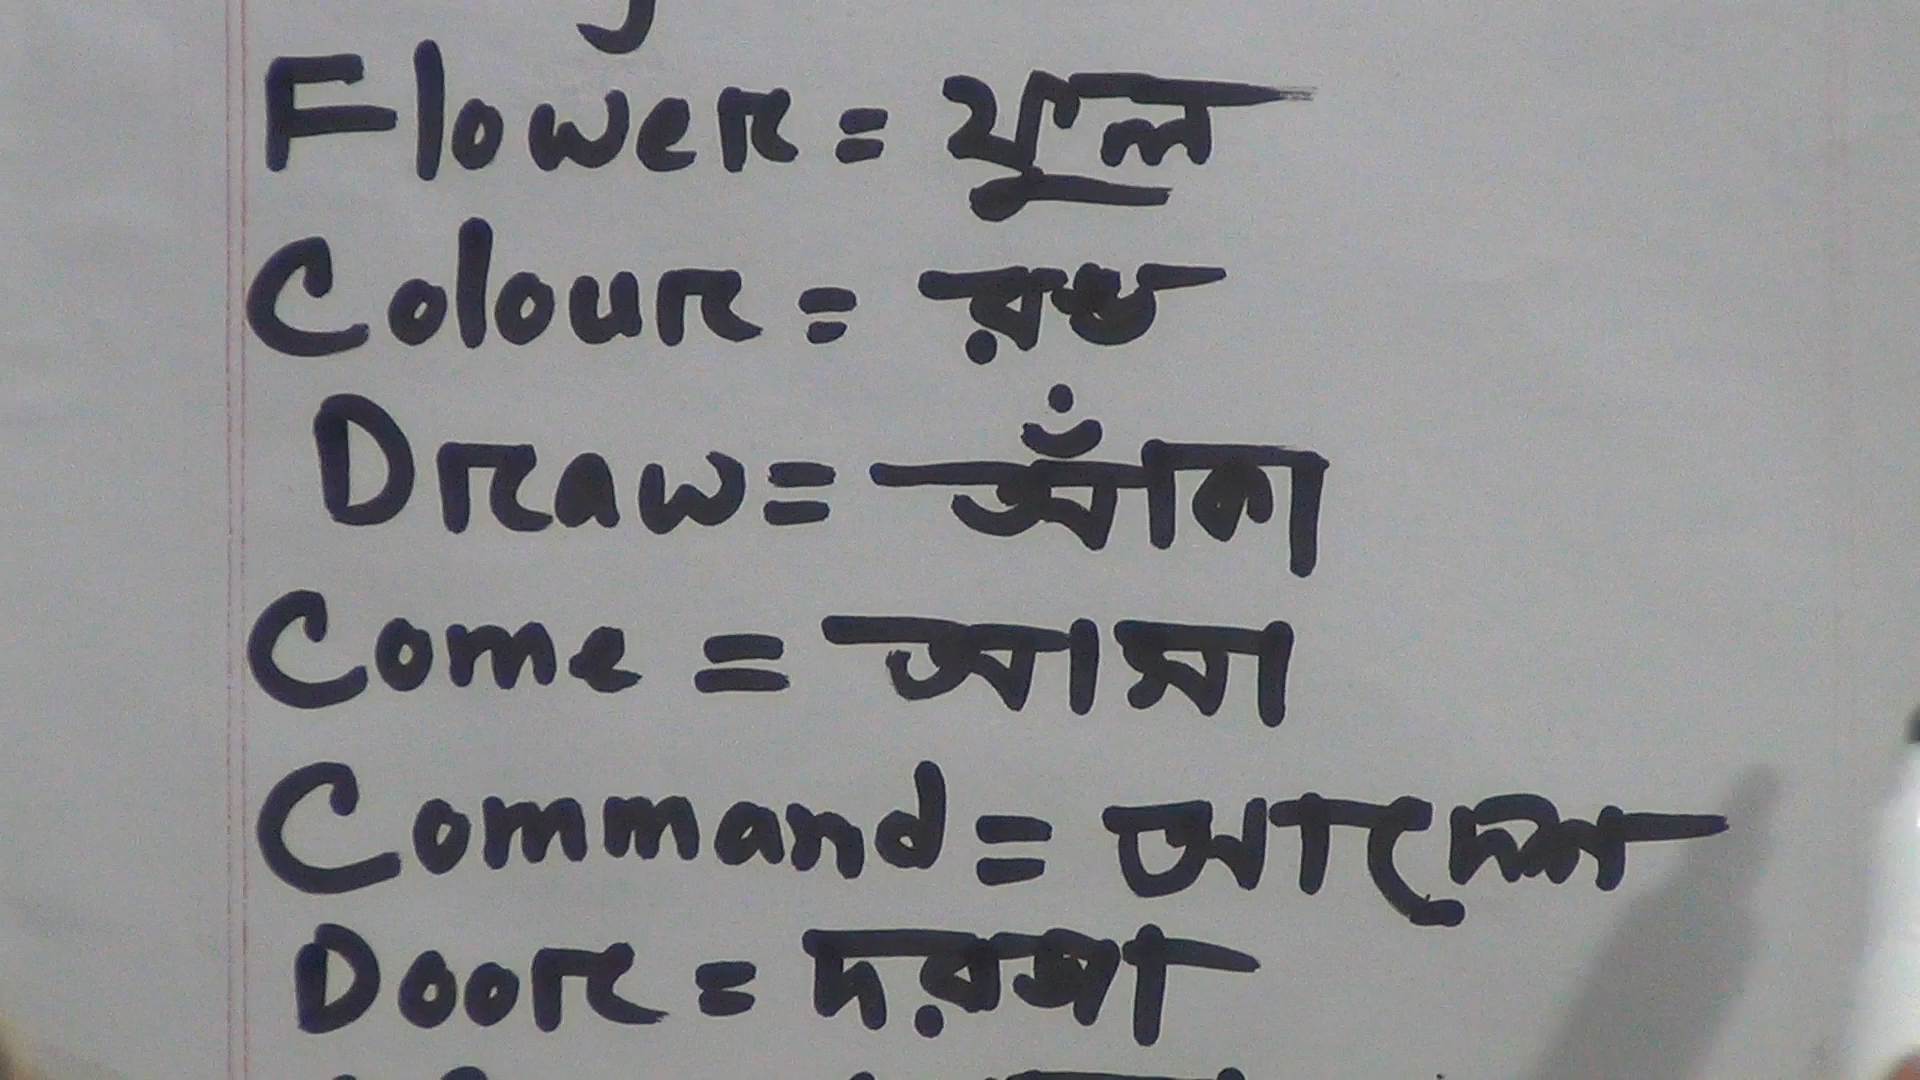 Flower = ফুল
Colour = রঙ
Draw = আঁকা
Come = আসা
Command = আদেশ
Door = দরজা